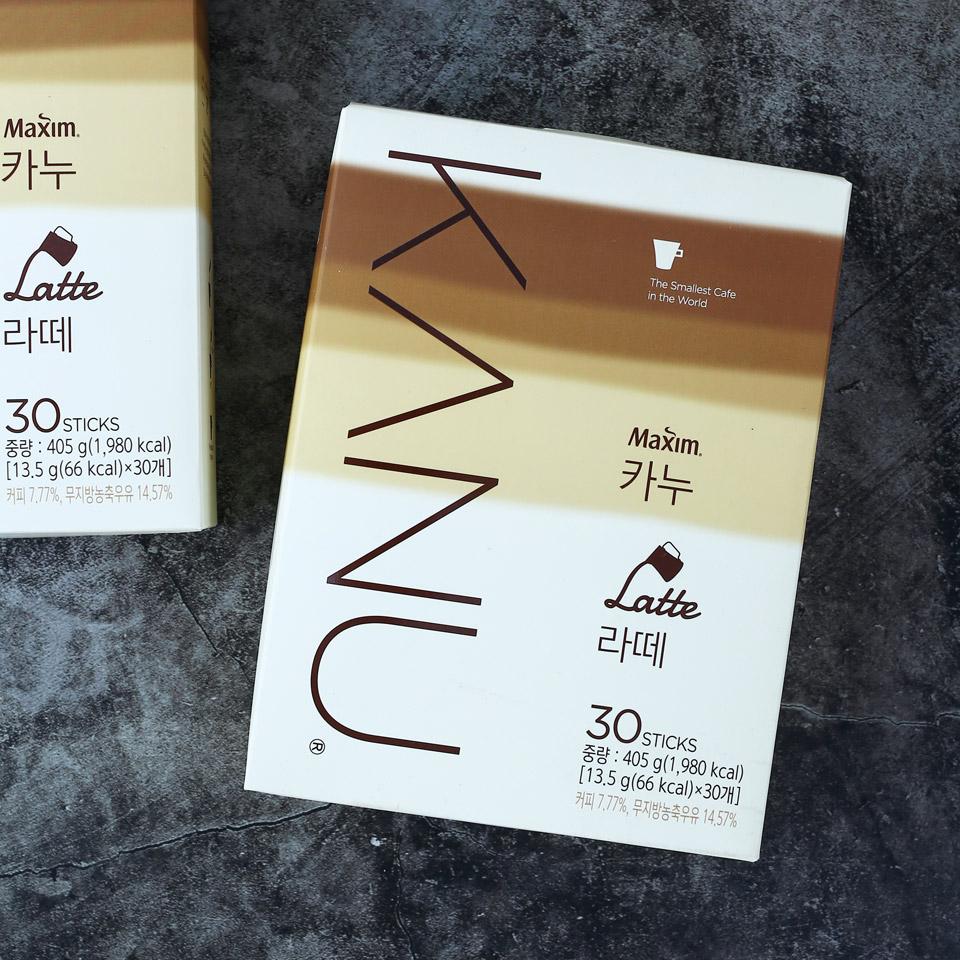 Maxim.
카누
Latte
라떼
30 STICKS
중량 : 405 g(1,980 kcal)
[13.5 g(66 kcal)×30개]
커피 7.77%, 무지방농축우유 14.57%
KANU®
The Smallest Cafe
in the World
Maxim.
카누
Latte
라떼
30 STICKS
중량 : 405 g(1,980 kcal)
[13.5 g(66 kcal)×30개]
커피 7.77%, 무지방농축우유 14.57%